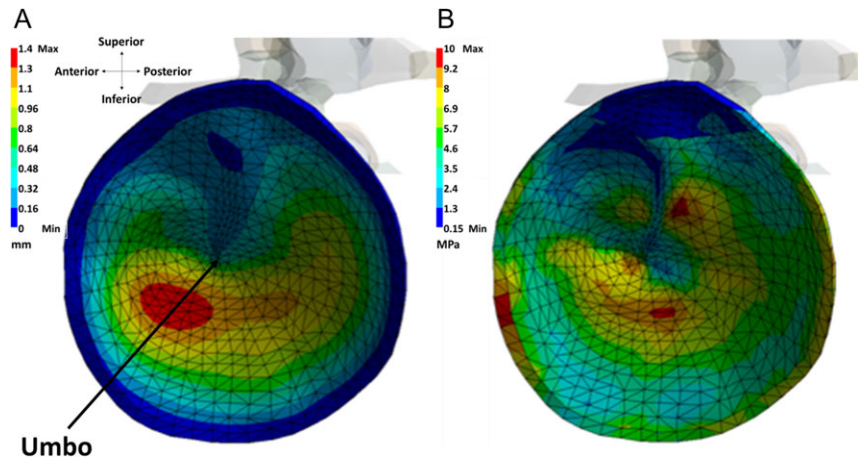 A
1.4 Max
1.3
1.1
0.96
0.8
0.64
0.48
0.32
0.16
0 Min
mm
Superior
Anterior Posterior
Inferior
Umbo
B
10 Max
9.2
8
6.9
5.7
4.6
3.5
2.4
1.3
0.15 Min
MPa